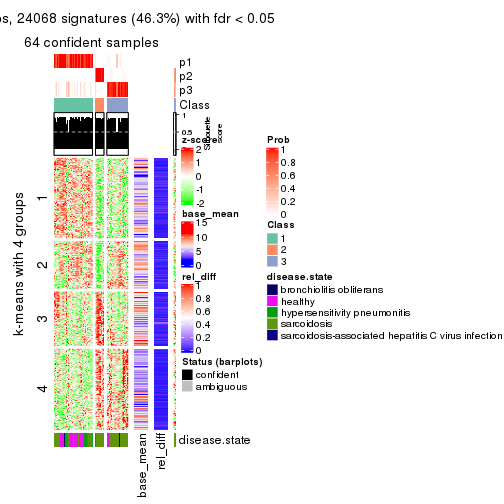 os, 24068 signatures (46.3%) with fdr < 0.05
64 confident samples
p1
p2
p3
Class
1
0.5
0
Silhouette
score
k-means with 4 groups
1
2
3
4
base_mean
rel_diff
disease.state
z-score
2
1
0
-1
-2
base_mean
15
10
5
0
rel_diff
1
0.8
0.6
0.4
0.2
0
Status (barplots)
confident
ambiguous
Prob
1
0.8
0.6
0.4
0.2
0
Class
1
2
3
disease.state
bronchiolitis obliterans
healthy
hypersensitivity pneumonitis
sarcoidosis
sarcoidosis-associated hepatitis C virus infection